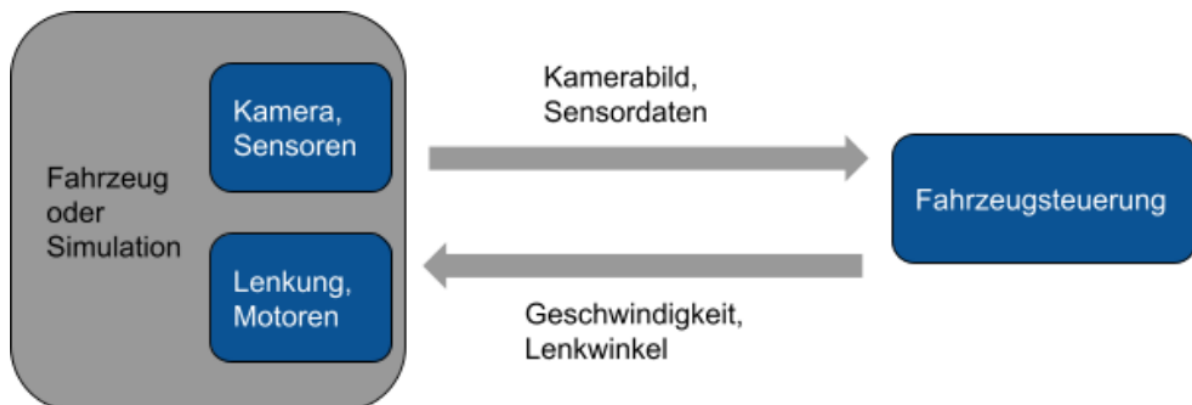 Fahrzeug
oder
Simulation
Kamera,
Sensoren
Lenkung,
Motoren
Kamerabild,
Sensordaten
Geschwindigkeit,
Lenkwinkel
Fahrzeugsteuerung